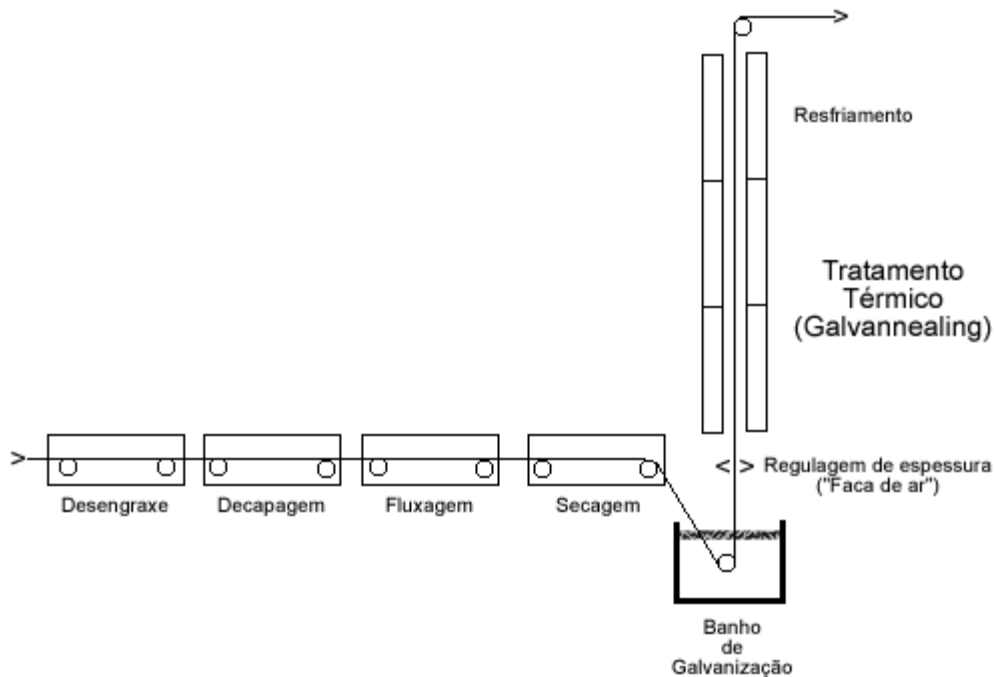 Resfriamento
Tratamento
Térmico
(Galvannealing)
Regulagem de espessura
("Faca de ar")
Desengraxe
Decapagem
Fluxagem
Secagem
Banho
de
Galvanização